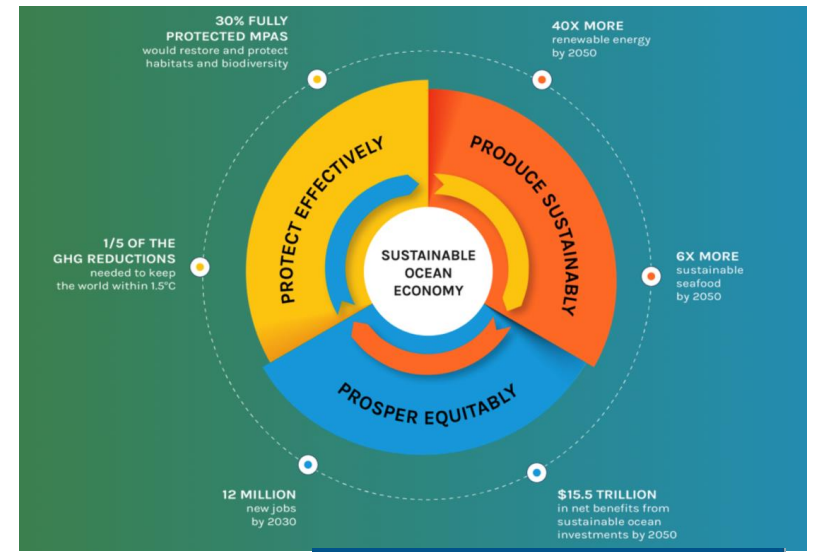 30% FULLY
PROTECTED MPAS
would restore and protect
habitats and biodiversity
40X MORE
renewable energy
by 2050
PROTECT EFFECTIVELY
PRODUCE SUSTAINABLY
SUSTAINABLE
OCEAN
ECONOMY
1/5 OF THE
GHG REDUCTIONS
needed to keep
the world within 1.5°C
6X MORE
sustainable
seafood
by 2050
PROSPER EQUITABLY
12 MILLION
new jobs
by 2030
$15.5 TRILLION
in net benefits from
sustainable ocean
investments by 2050